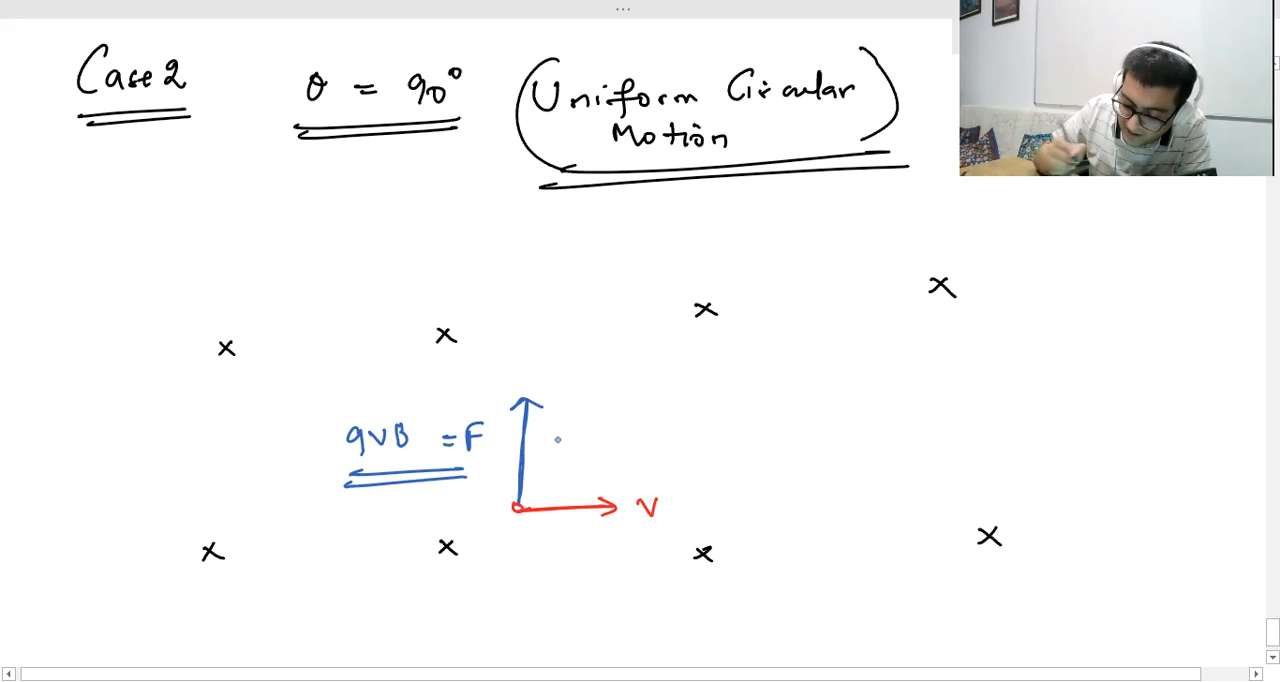 Case 2
θ = 90° (Uniform Circular
Motion)
x x x x
qvB = F
v
x x x x